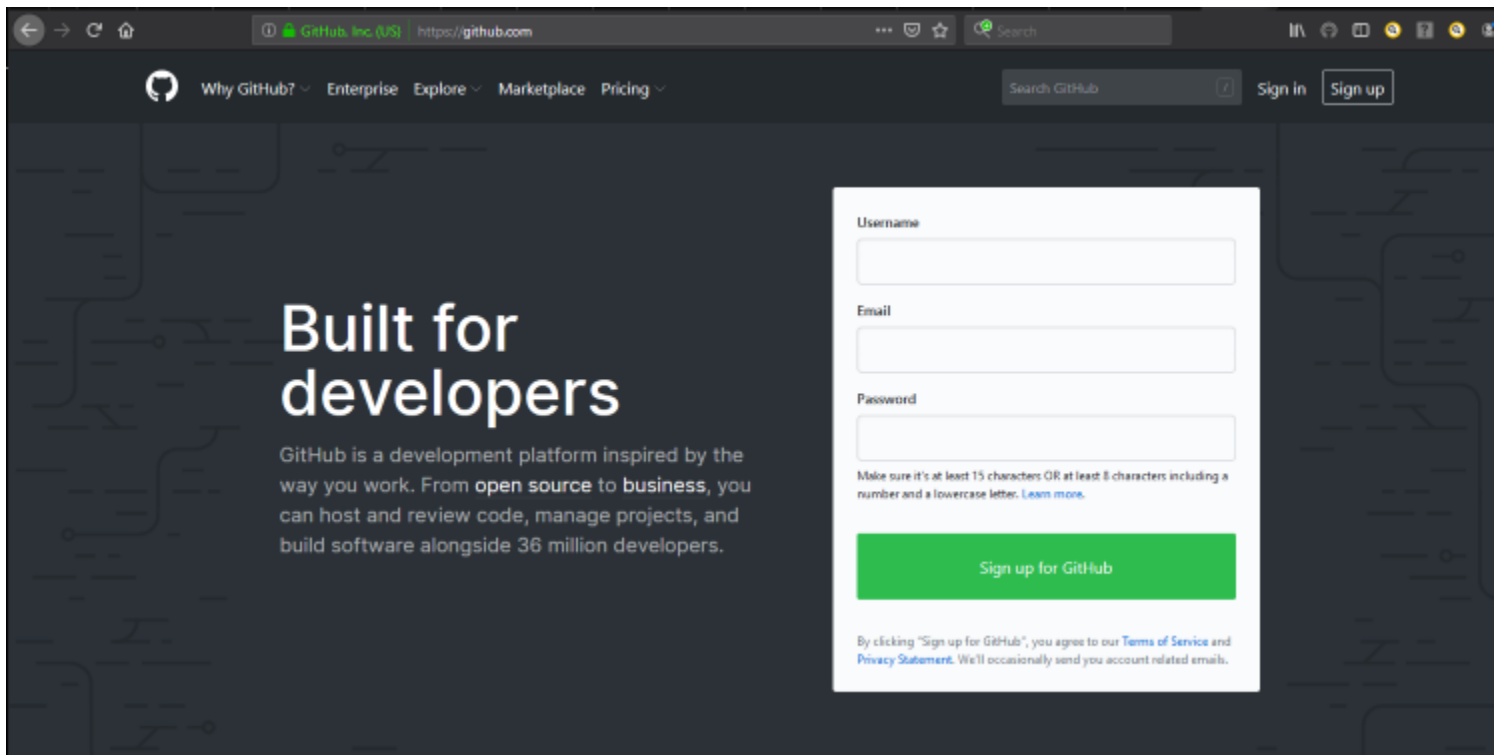 GitHub, Inc. (US) https://github.com Search
Why GitHub? Enterprise Explore Marketplace Pricing Search GitHub / Sign in Sign up
Built for
developers
GitHub is a development platform inspired by the
way you work. From open source to business, you
can host and review code, manage projects, and
build software alongside 36 million developers.
Username
Email
Password
Make sure it's at least 15 characters OR at least 8 characters including a
number and a lowercase letter. Learn more.
Sign up for GitHub
By clicking "Sign up for GitHub", you agree to our Terms of Service and
Privacy Statement. We'll occasionally send you account related emails.